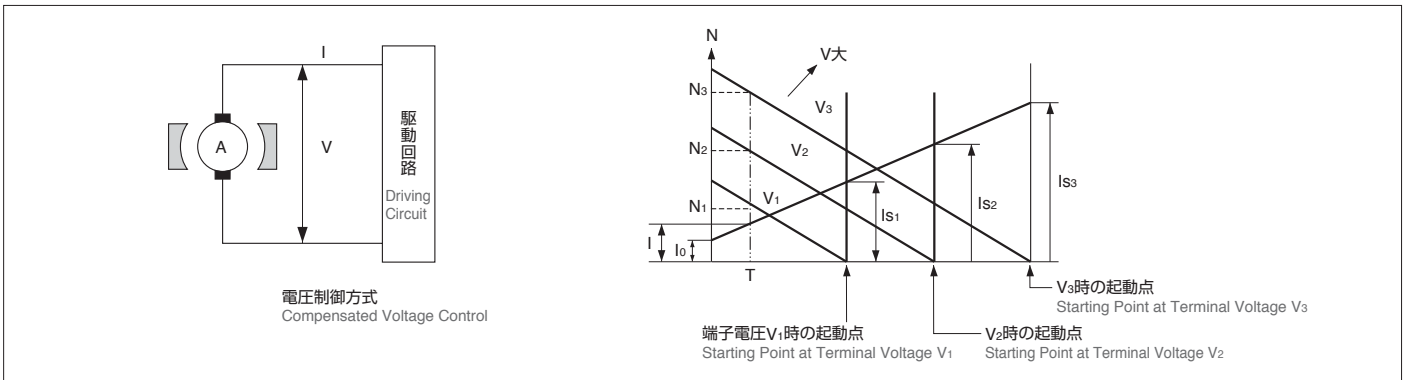 I
A
V
駆動回路
Driving
Circuit
電圧制御方式
Compensated Voltage Control
N
V大
N3
V3
N2
V2
N1
V1
I
I0
T
Is1
Is2
Is3
V3時の起動点
Starting Point at Terminal Voltage V3
端子電圧V1時の起動点
Starting Point at Terminal Voltage V1
V2時の起動点
Starting Point at Terminal Voltage V2